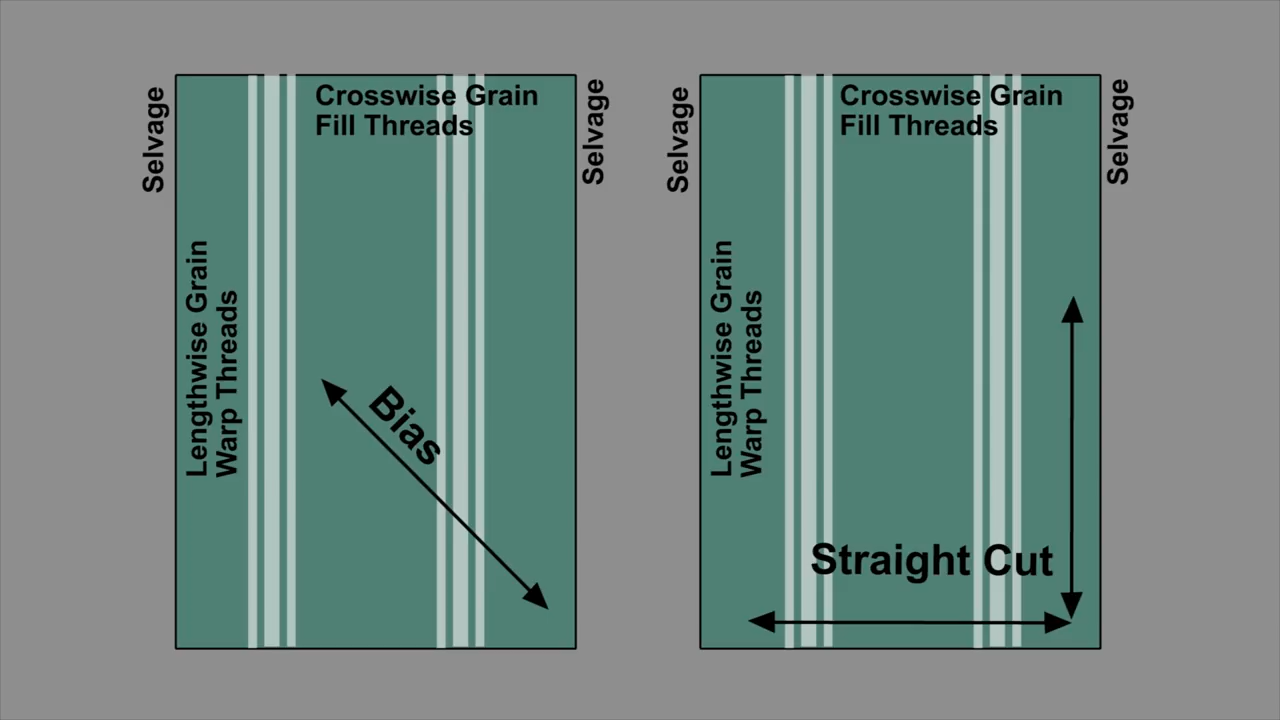 Selvage
Crosswise Grain
Fill Threads
Selvage
Lengthwise Grain
Warp Threads
Bias
Selvage
Crosswise Grain
Fill Threads
Selvage
Lengthwise Grain
Warp Threads
Straight Cut